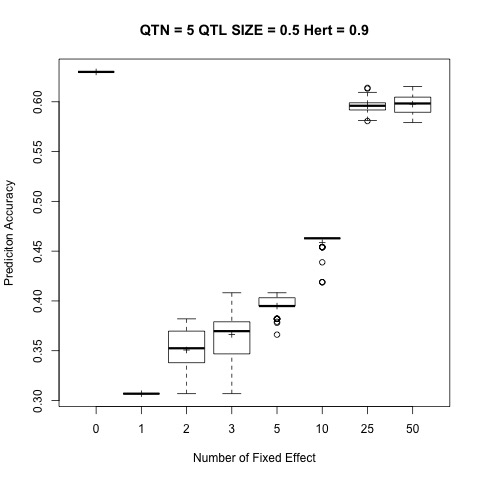 QTN = 5 QTL SIZE = 0.5 Hert = 0.9
Prediciton Accuracy
0.60
0.55
0.50
0.45
0.40
0.35
0.30
0 1 2 3 5 10 25 50
Number of Fixed Effect